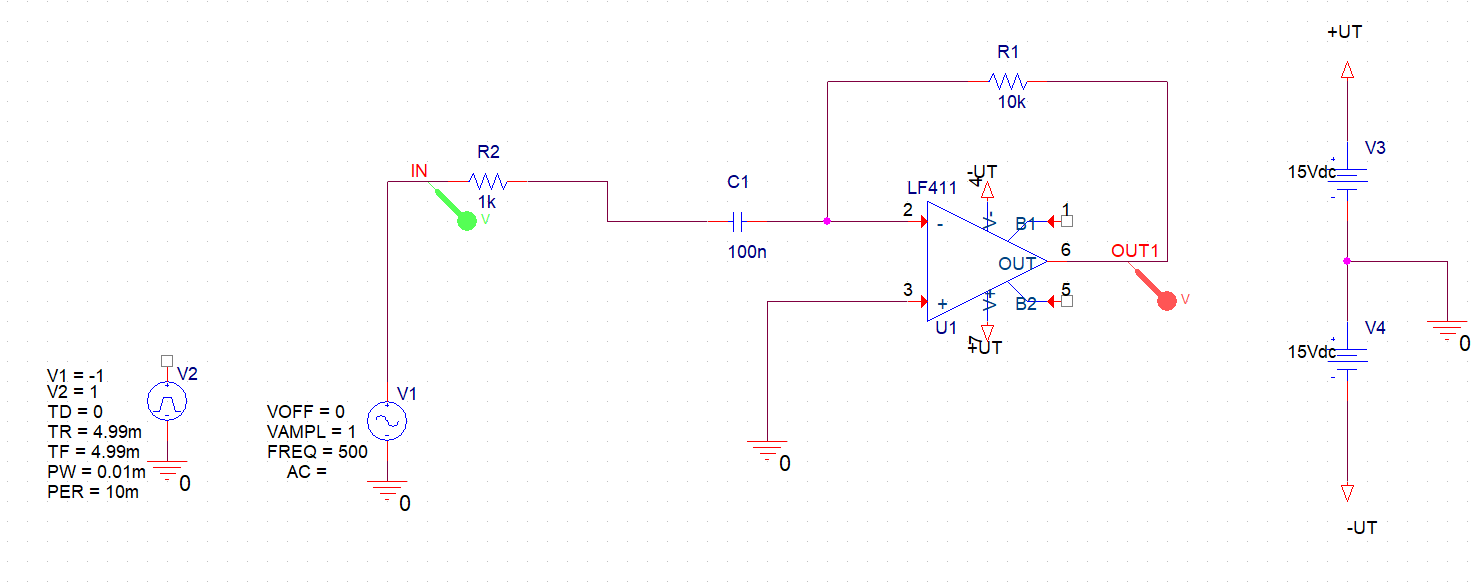 +UT
R1
10k
V3
15Vdc
+
-
R2
IN
1k
V
C1
100n
LF411
-UT
4
2
-
V-
B1
1
OUT
6
OUT1
V
3
+
V+
B2
5
U1
7
+UT
0
V4
15Vdc
+
-
0
-UT
V2
V1 = -1
V2 = 1
TD = 0
TR = 4.99m
TF = 4.99m
PW = 0.01m
PER = 10m
+
-
0
V1
VOFF = 0
VAMPL = 1
FREQ = 500
AC =
+
-
0